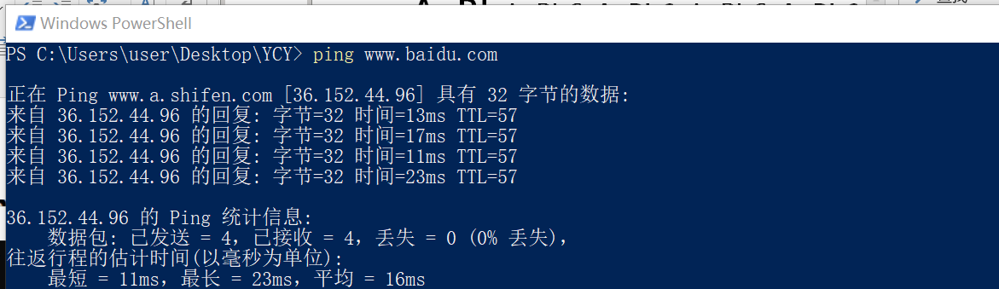 Windows PowerShell
PS C:\Users\user\Desktop\YCY> ping www.baidu.com
正在 Ping www.a.shifen.com [36.152.44.96] 具有 32 字节的数据:
来自 36.152.44.96 的回复: 字节=32 时间=13ms TTL=57
来自 36.152.44.96 的回复: 字节=32 时间=17ms TTL=57
来自 36.152.44.96 的回复: 字节=32 时间=11ms TTL=57
来自 36.152.44.96 的回复: 字节=32 时间=23ms TTL=57
36.152.44.96 的 Ping 统计信息:
数据包: 已发送 = 4，已接收 = 4，丢失 = 0 (0% 丢失)，
往返行程的估计时间(以毫秒为单位):
最短 = 11ms，最长 = 23ms，平均 = 16ms